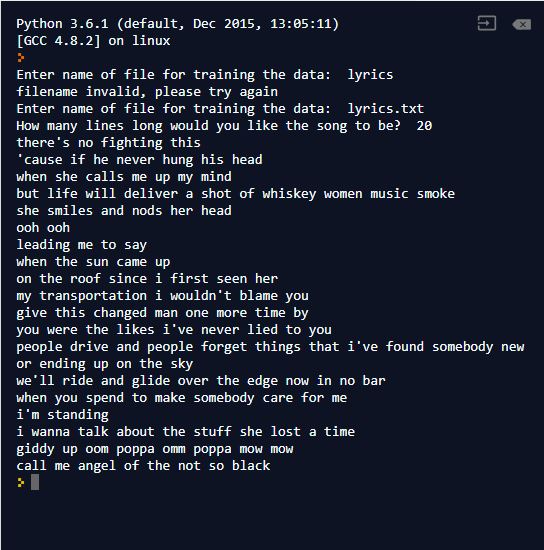 Python 3.6.1 (default, Dec 2015, 13:05:11)
[GCC 4.8.2] on linux
Enter name of file for training the data:  lyrics
filename invalid, please try again
Enter name of file for training the data:  lyrics.txt
How many lines long would you like the song to be?  20
there's no fighting this
'cause if he never hung his head
when she calls me up my mind
but life will deliver a shot of whiskey women music smoke
she smiles and nods her head
ooh ooh
leading me to say
when the sun came up
on the roof since i first seen her
my transportation i wouldn't blame you
give this changed man one more time by
you were the likes i've never lied to you
people drive and people forget things that i've found somebody new
or ending up on the sky
we'll ride and glide over the edge now in no bar
when you spend to make somebody care for me
i'm standing
i wanna talk about the stuff she lost a time
giddy up oom poppa omm poppa mow mow
call me angel of the not so black